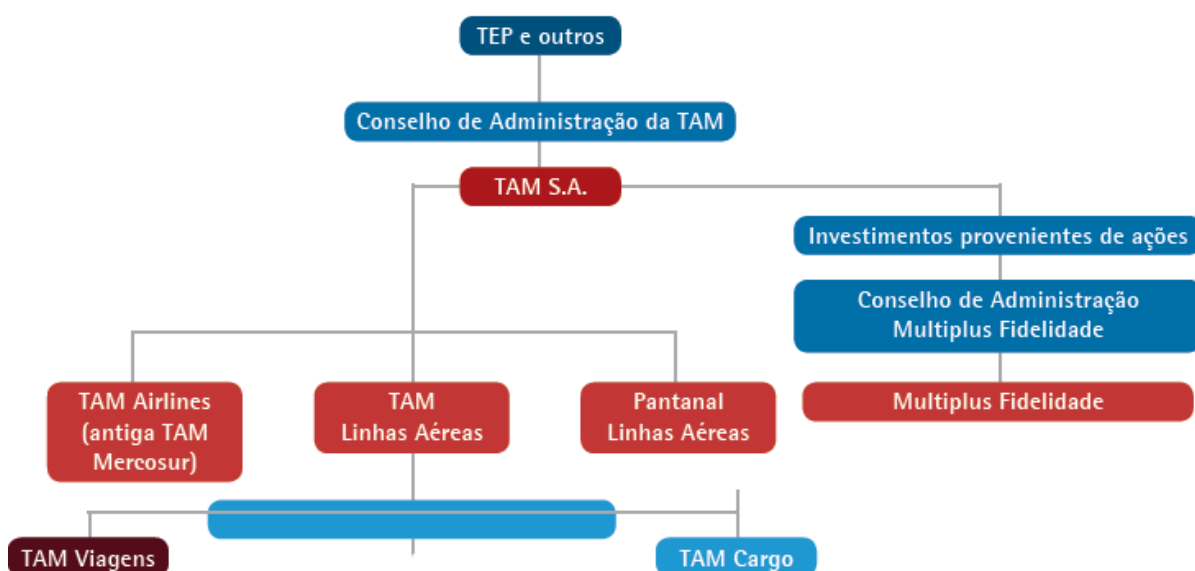 TEP e outros
Conselho de Administração da TAM
TAM S.A.
Investimentos provenientes de ações
Conselho de Administração
Multiplus Fidelidade
TAM Airlines
(antiga TAM
Mercosur)
TAM
Linhas Aéreas
Pantanal
Linhas Aéreas
Multiplus Fidelidade
TAM Viagens
TAM Cargo